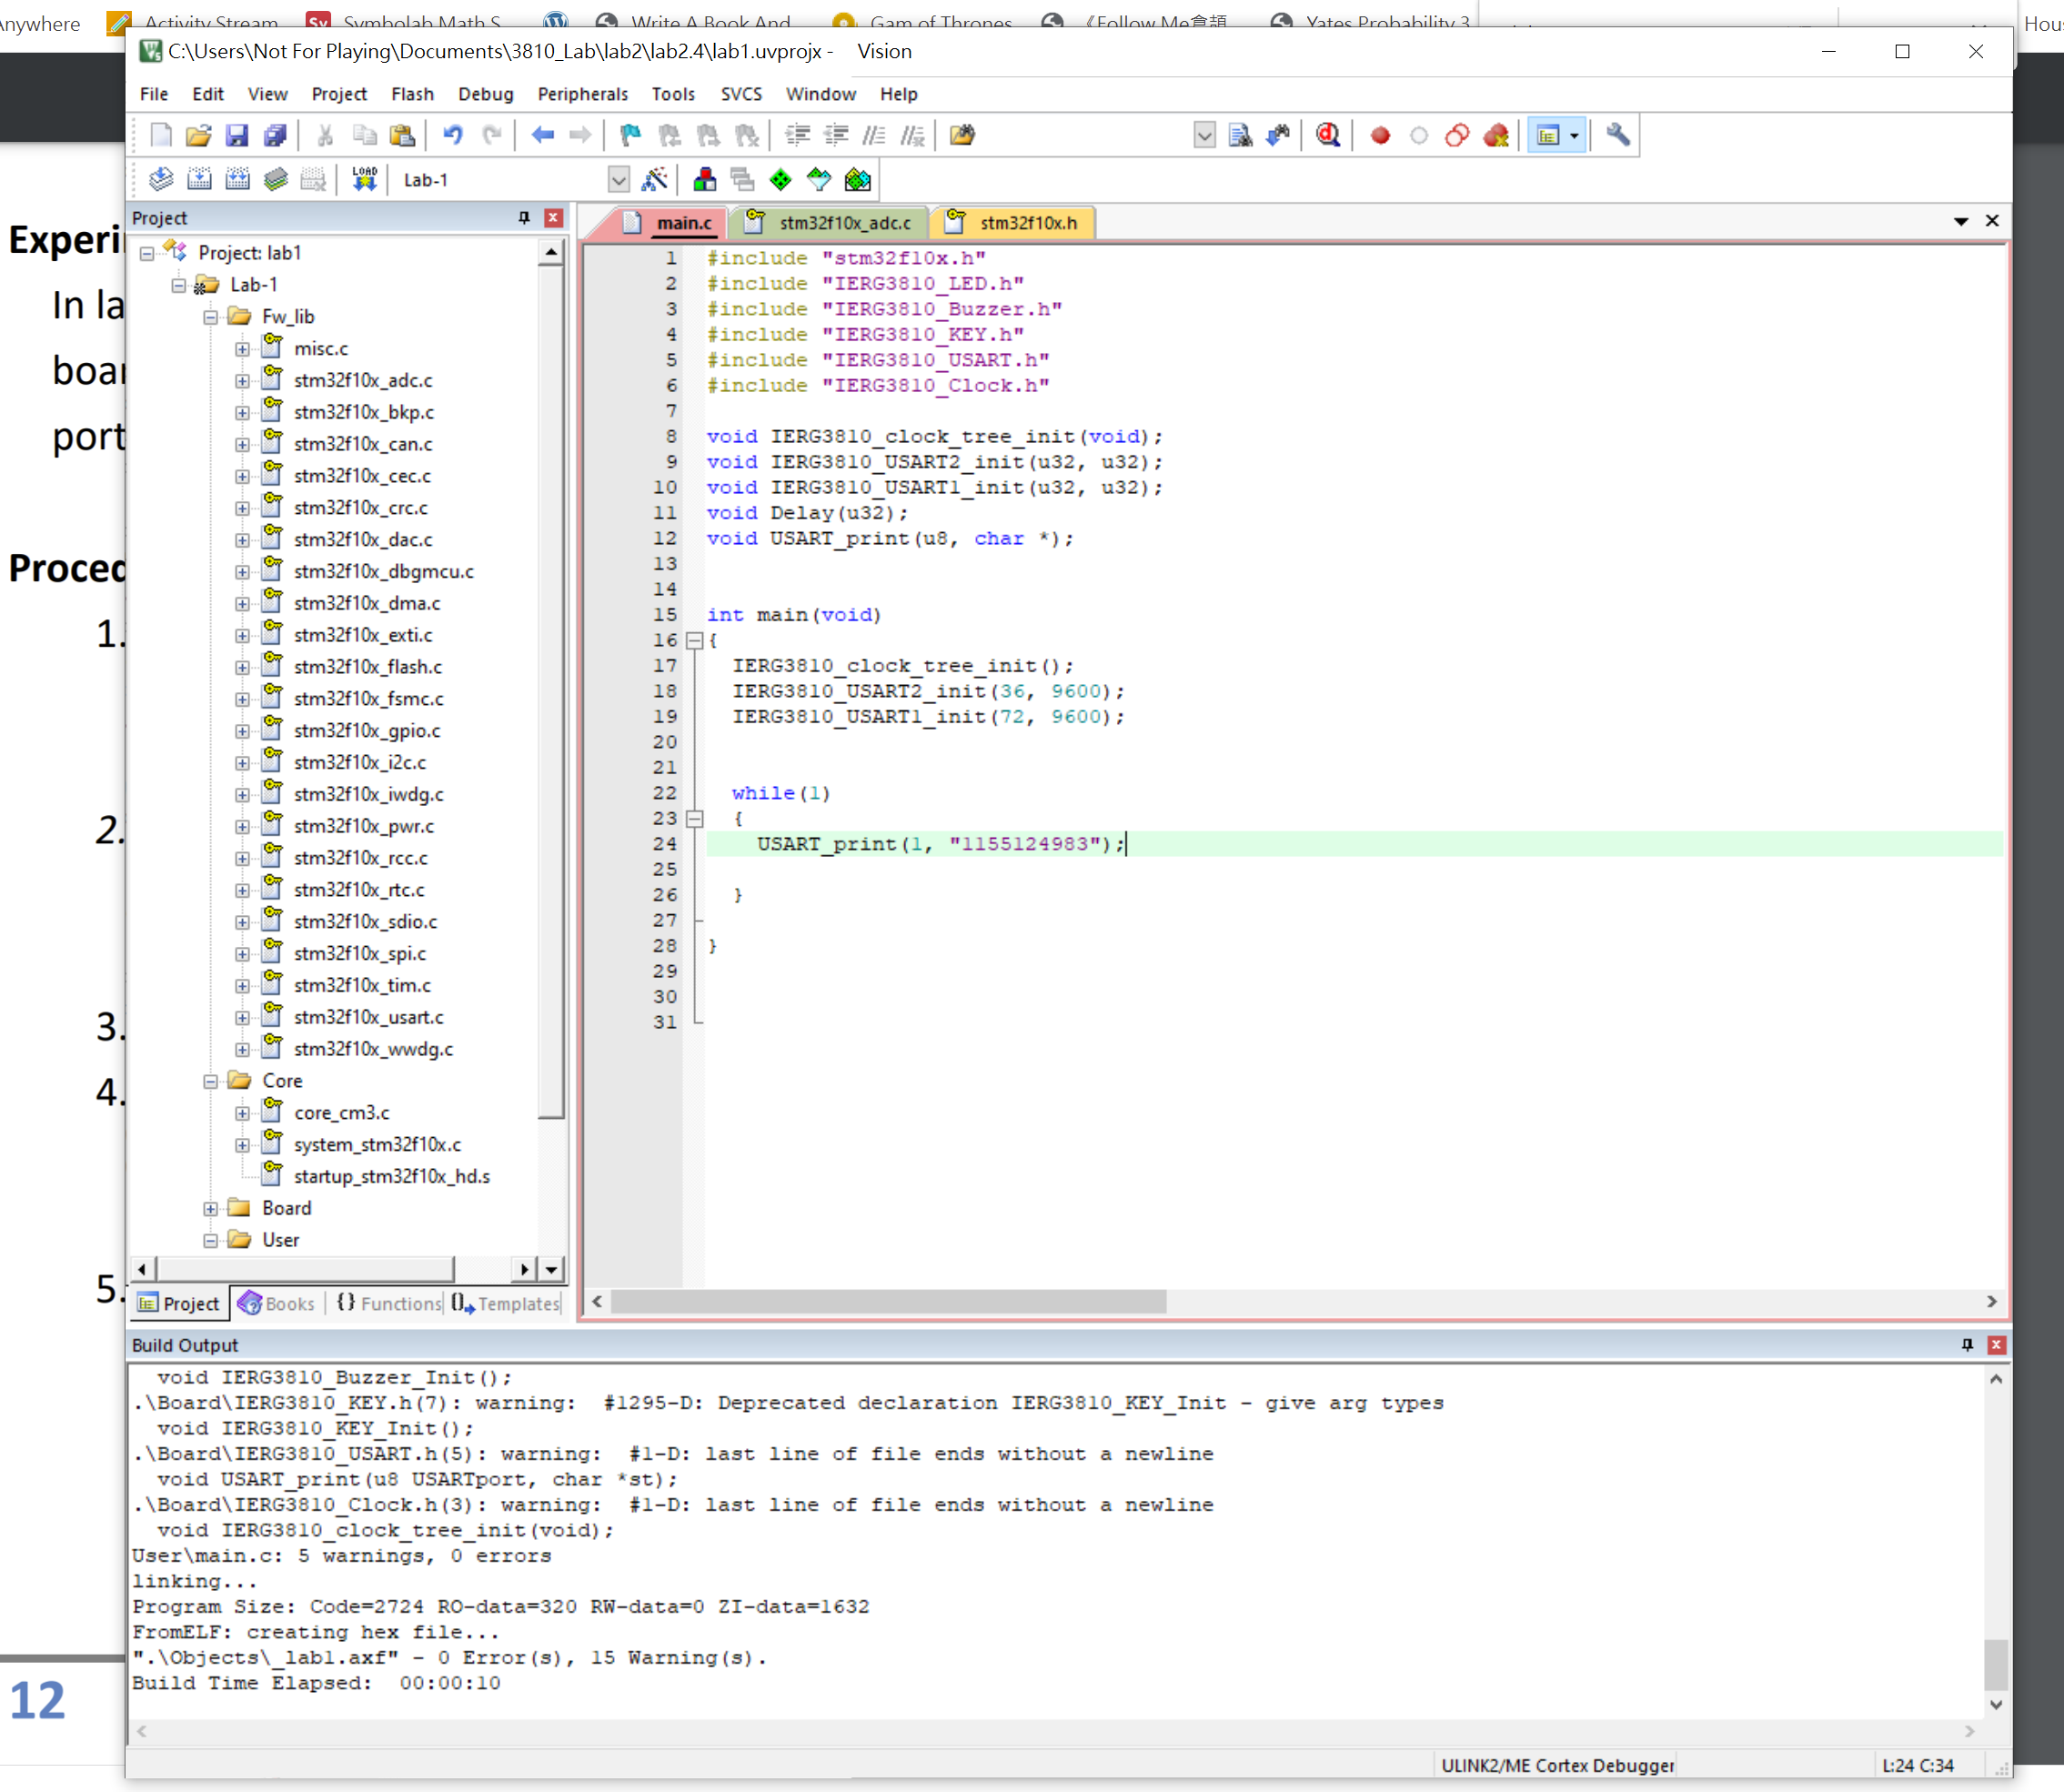 Anywhere
Activity Stream
Symbolab Math S
Write A Book And
Gam of Thrones
Yates Probability 3
Hou
C:\Users\Not For Playing\Documents\3810_Lab\lab2\lab2.4\lab1.uvprojx - Vision
File Edit View Project Flash Debug Peripherals Tools SVCS Window Help
LOAD
Lab-1
Project
main.c
stm32f10x_adc.c
stm32f10x.h
Experi
In la
boar
port
Proced
1.
2.
3.
4.
5.
12
Project: lab1
Lab-1
Fw_lib
misc.c
stm32f10x_adc.c
stm32f10x_bkp.c
stm32f10x_can.c
stm32f10x_cec.c
stm32f10x_crc.c
stm32f10x_dac.c
stm32f10x_dbgmcu.c
stm32f10x_dma.c
stm32f10x_exti.c
stm32f10x_flash.c
stm32f10x_fsmc.c
stm32f10x_gpio.c
stm32f10x_i2c.c
stm32f10x_iwdg.c
stm32f10x_pwr.c
stm32f10x_rcc.c
stm32f10x_rtc.c
stm32f10x_sdio.c
stm32f10x_spi.c
stm32f10x_tim.c
stm32f10x_usart.c
stm32f10x_wwdg.c
Core
core_cm3.c
system_stm32f10x.c
startup_stm32f10x_hd.s
Board
User
Project Books {} Functions Templates
1 #include "stm32f10x.h"
2 #include "IERG3810_LED.h"
3 #include "IERG3810_Buzzer.h"
4 #include "IERG3810_KEY.h"
5 #include "IERG3810_USART.h"
6 #include "IERG3810_Clock.h"
7
8 void IERG3810_clock_tree_init(void);
9 void IERG3810_USART2_init(u32, u32);
10 void IERG3810_USART1_init(u32, u32);
11 void Delay(u32);
12 void USART_print(u8, char *);
13
14
15 int main(void)
16 {
17 IERG3810_clock_tree_init();
18 IERG3810_USART2_init(36, 9600);
19 IERG3810_USART1_init(72, 9600);
20
21
22 while(1)
23 {
24 USART_print(1, "1155124983");
25
26 }
27
28 }
29
30
31
Build Output
void IERG3810_Buzzer_Init();
.\Board\IERG3810_KEY.h(7): warning: #1295-D: Deprecated declaration IERG3810_KEY_Init - give arg types
void IERG3810_KEY_Init();
.\Board\IERG3810_USART.h(5): warning: #1-D: last line of file ends without a newline
void USART_print(u8 USARTport, char *st);
.\Board\IERG3810_Clock.h(3): warning: #1-D: last line of file ends without a newline
void IERG3810_clock_tree_init(void);
User\main.c: 5 warnings, 0 errors
linking...
Program Size: Code=2724 RO-data=320 RW-data=0 ZI-data=1632
FromELF: creating hex file...
".\Objects\_lab1.axf" - 0 Error(s), 15 Warning(s).
Build Time Elapsed: 00:00:10
ULINK2/ME Cortex Debugger
L:24 C:34